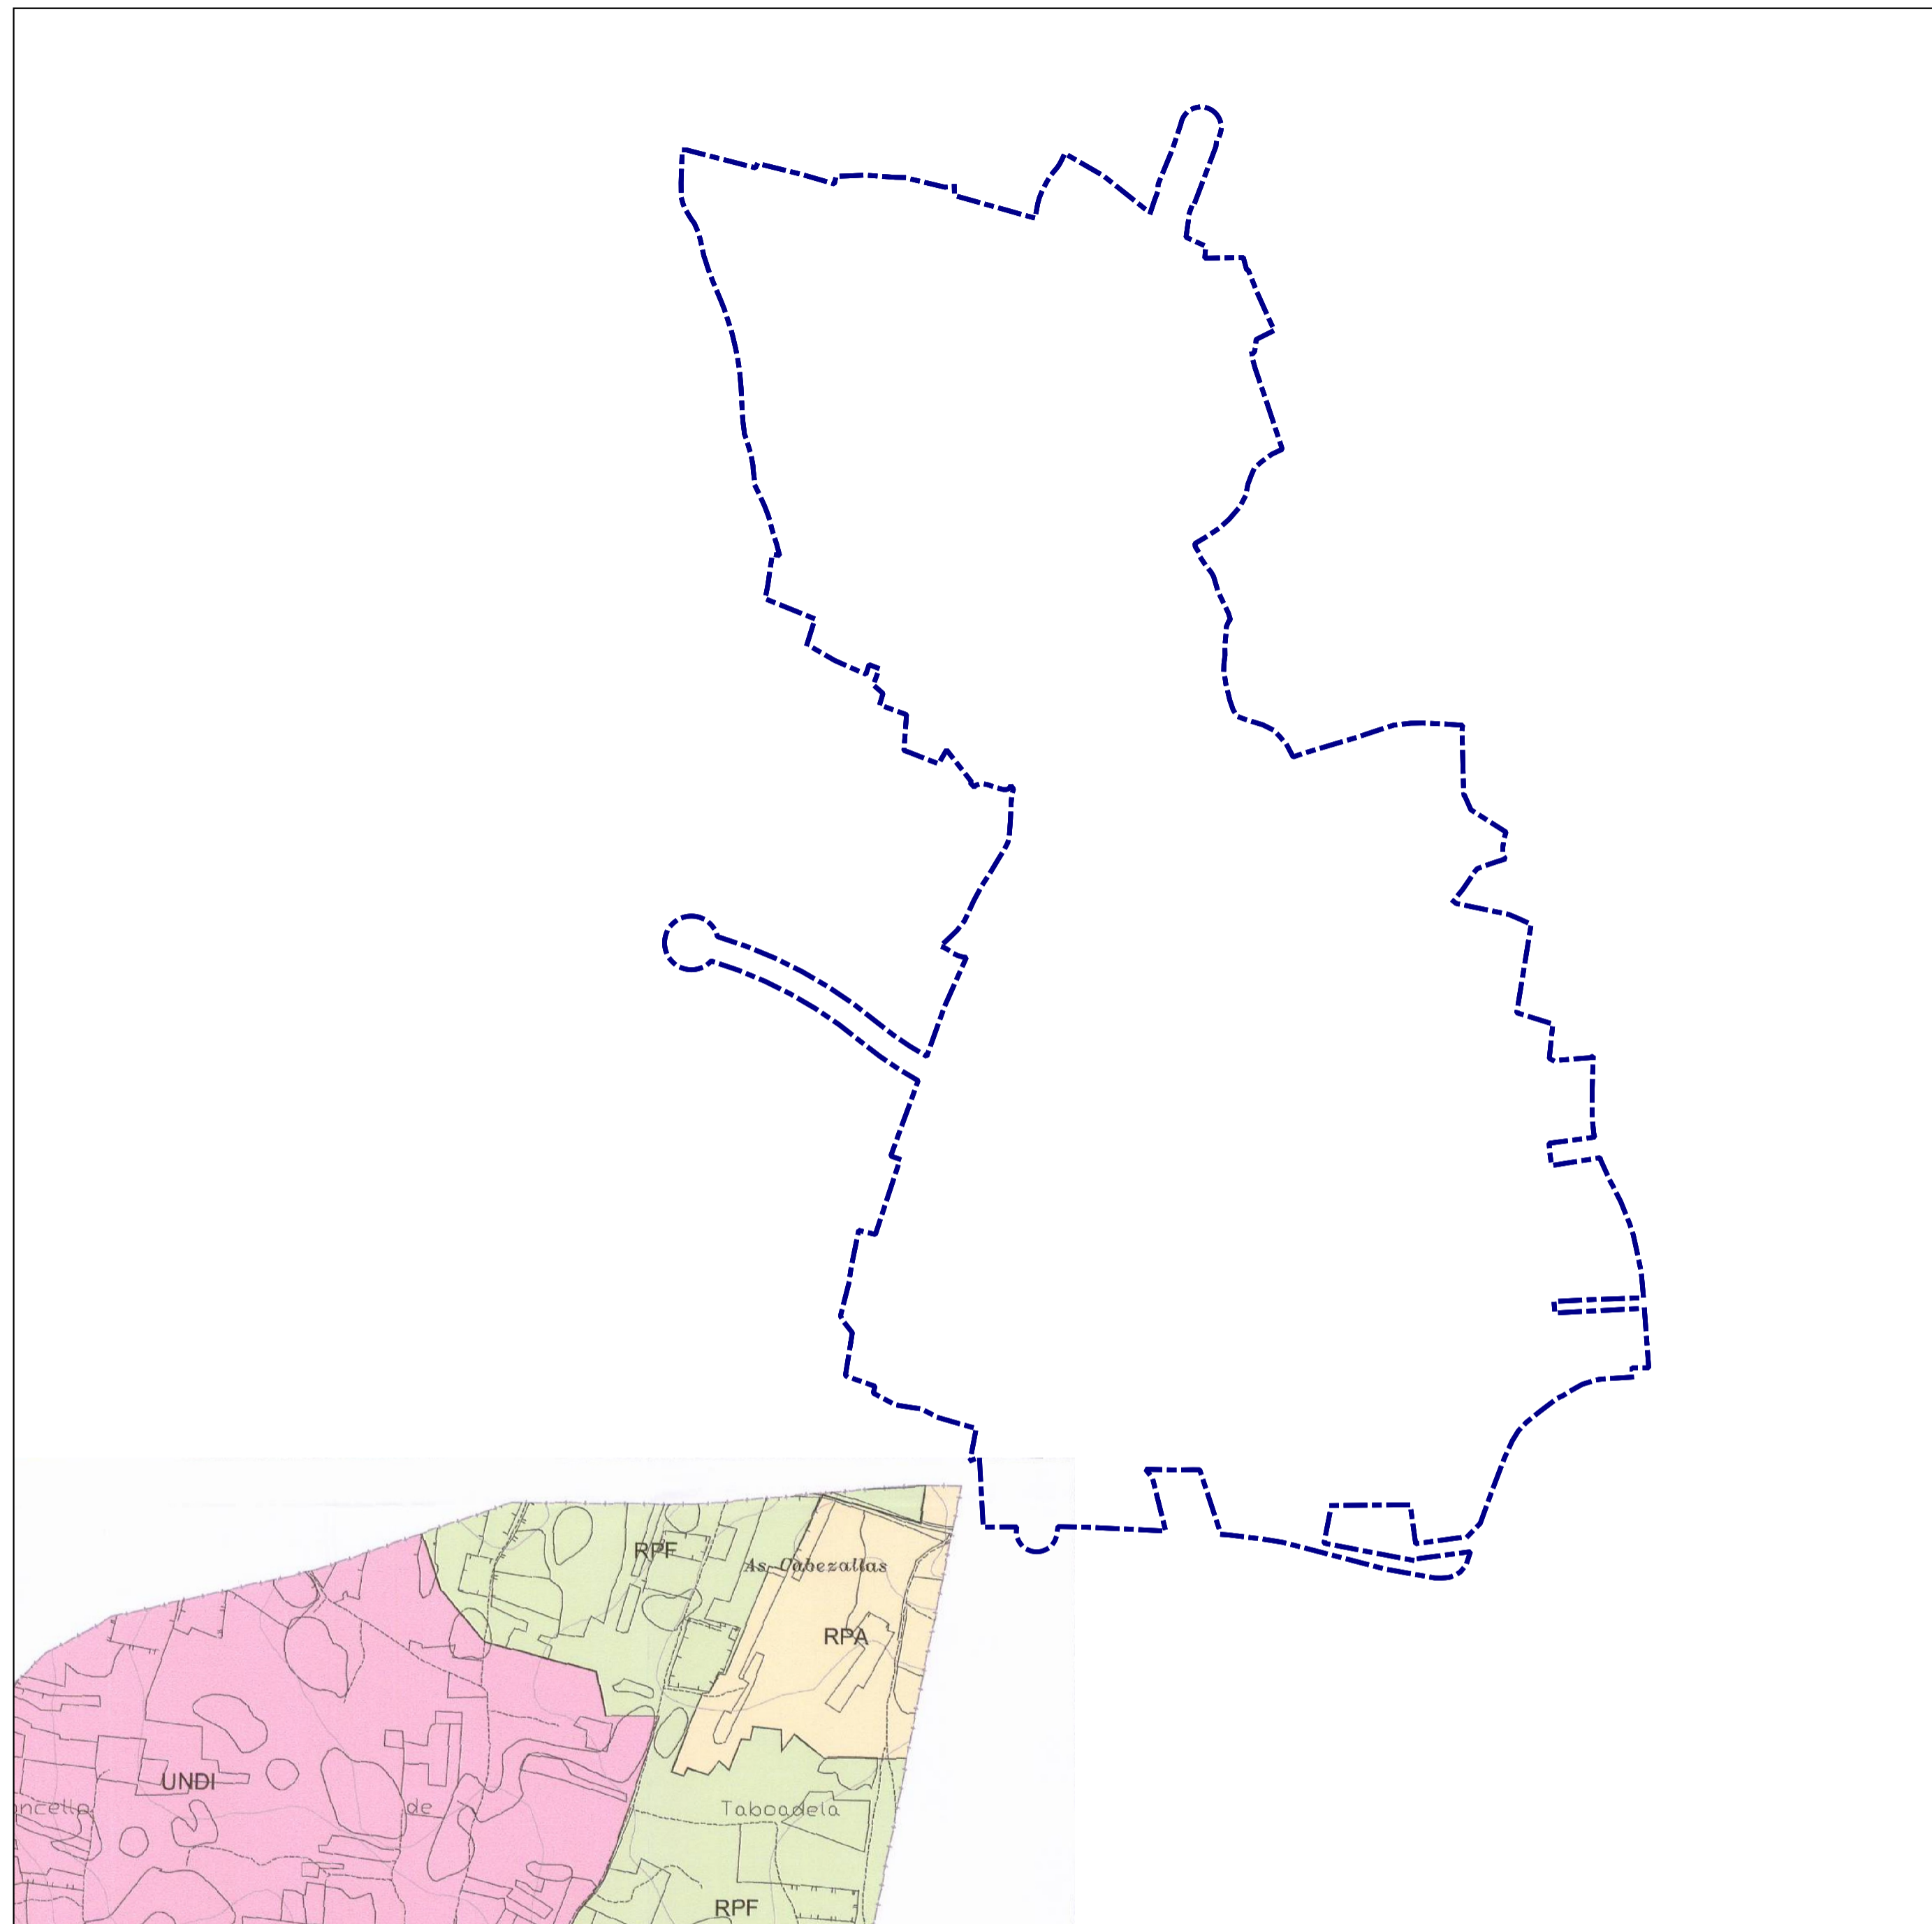 RPF
As Cabezallas
RPA
UNDI
de
Taboadela
RPF